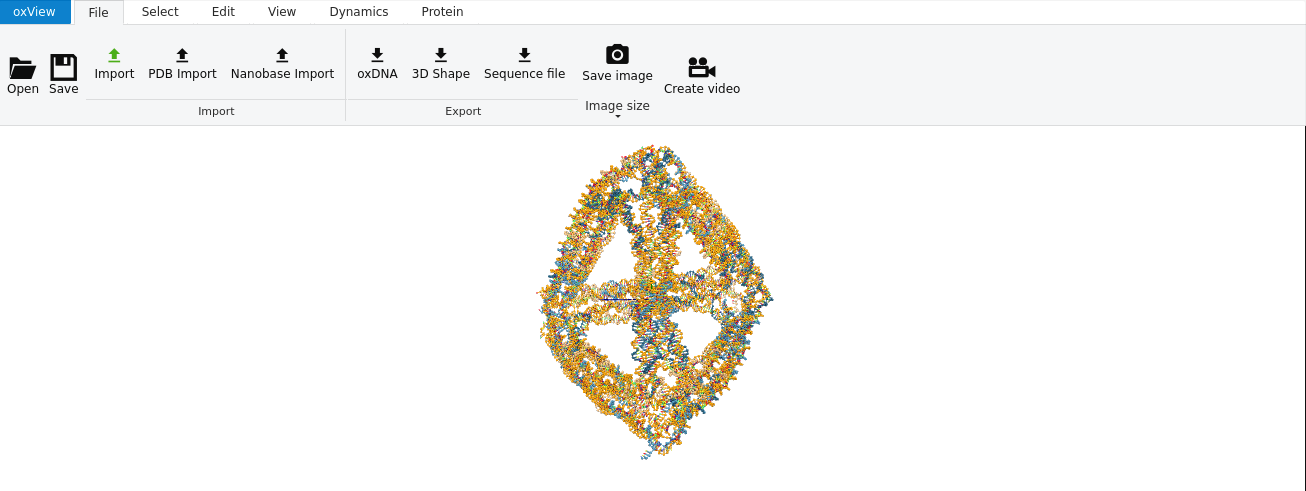 oxView File Select Edit View Dynamics Protein
Open Save Import PDB Import Nanobase Import oxDNA 3D Shape Sequence file Save image Create video
Image size
Import Export